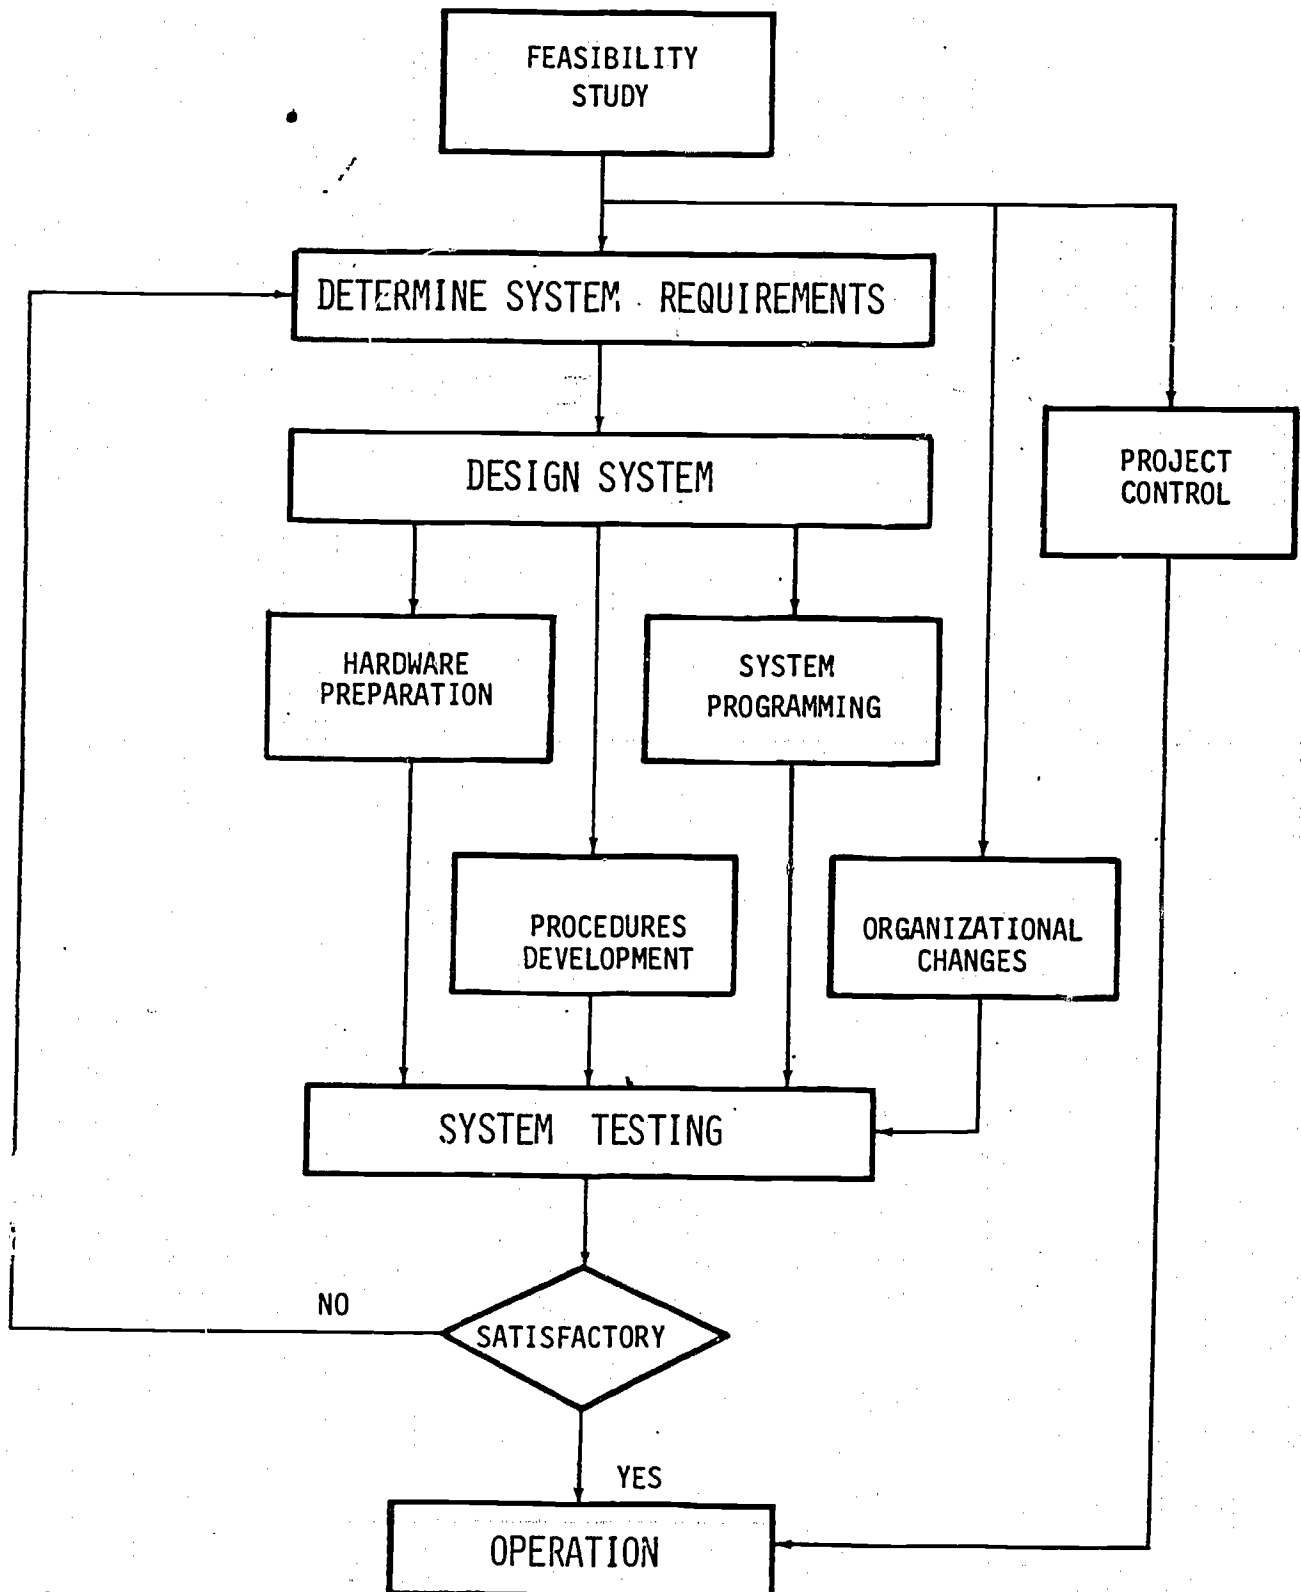 FEASIBILITY
STUDY
DETERMINE SYSTEM REQUIREMENTS
DESIGN SYSTEM
PROJECT
CONTROL
HARDWARE
PREPARATION
SYSTEM
PROGRAMMING
PROCEDURES
DEVELOPMENT
ORGANIZATIONAL
CHANGES
SYSTEM TESTING
NO
SATISFACTORY
YES
OPERATION